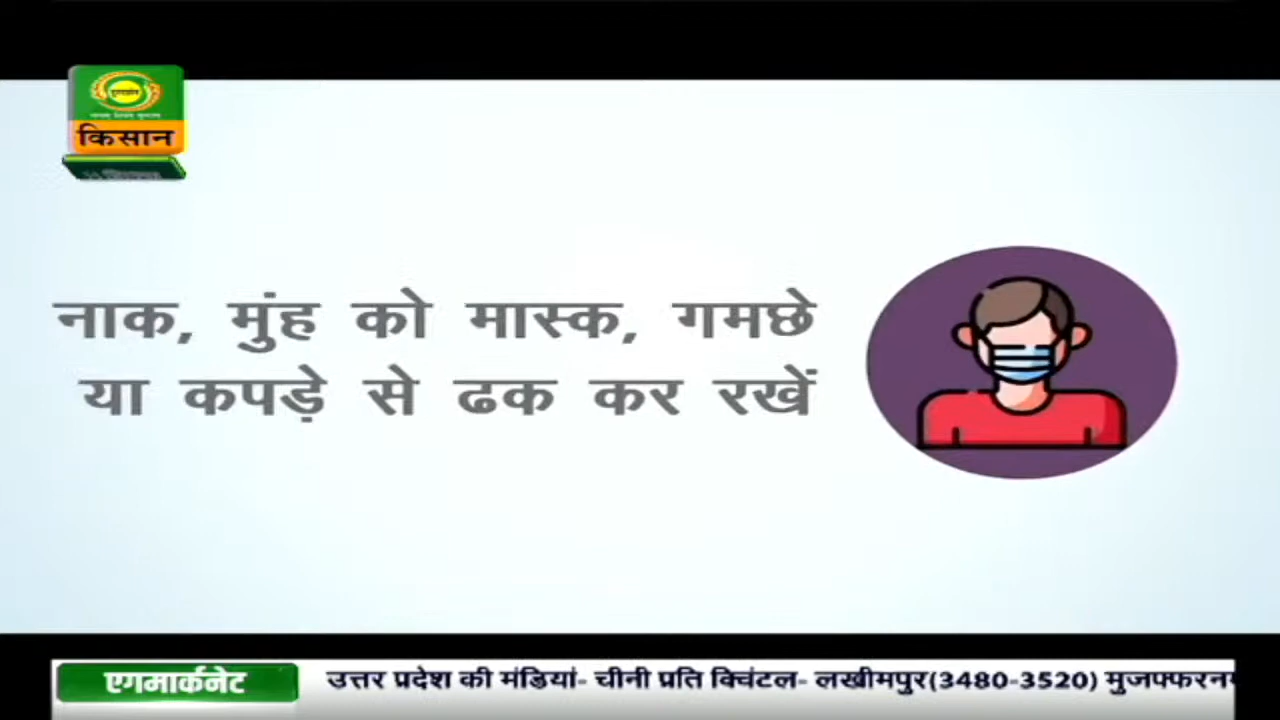 किसान
नाक, मुंह को मास्क, गमछे
या कपड़े से ढक कर रखें
एगमार्कनेट
उत्तर प्रदेश की मंडियां- चीनी प्रति क्विंटल- लखीमपुर(3480-3520)